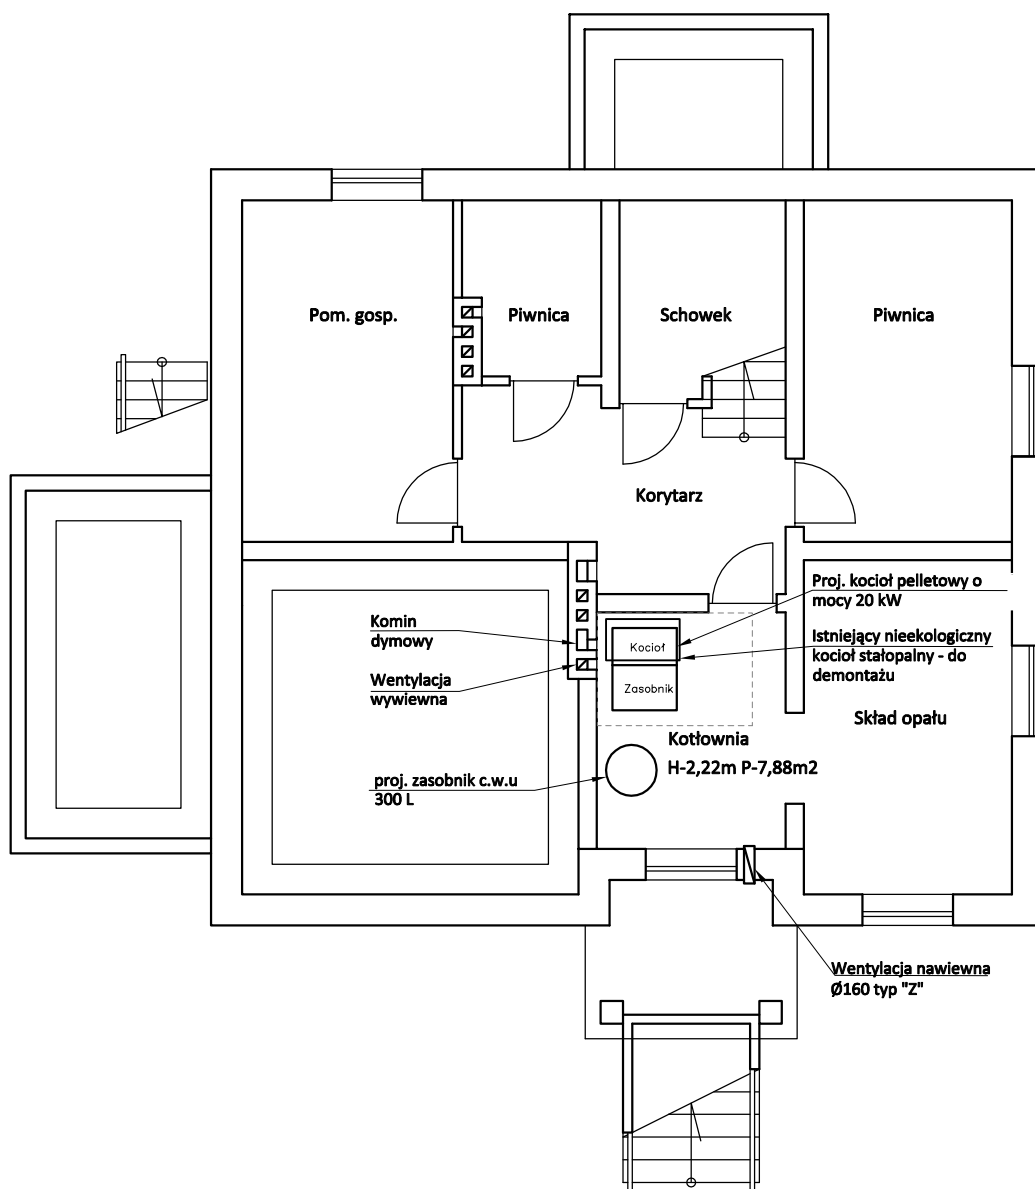 Pom. gosp.
Piwnica
Schowek
Piwnica
Korytarz
Proj. kocioł pelletowy o
mocy 20 kW
Istniejący nieekologiczny
kocioł stałopalny - do
demontażu
Komin
dymowy
Wentylacja
wywiewna
Kocioł
Zasobnik
Skład opału
Kotłownia
H-2,22m P-7,88m2
proj. zasobnik c.w.u
300 L
Wentylacja nawiewna
Ø160 typ "Z"